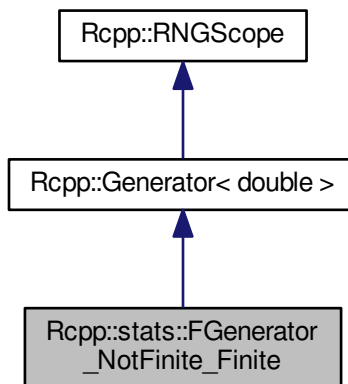 Rcpp::RNGScope
Rcpp::Generator< double >
Rcpp::stats::FGenerator
_NotFinite_Finite